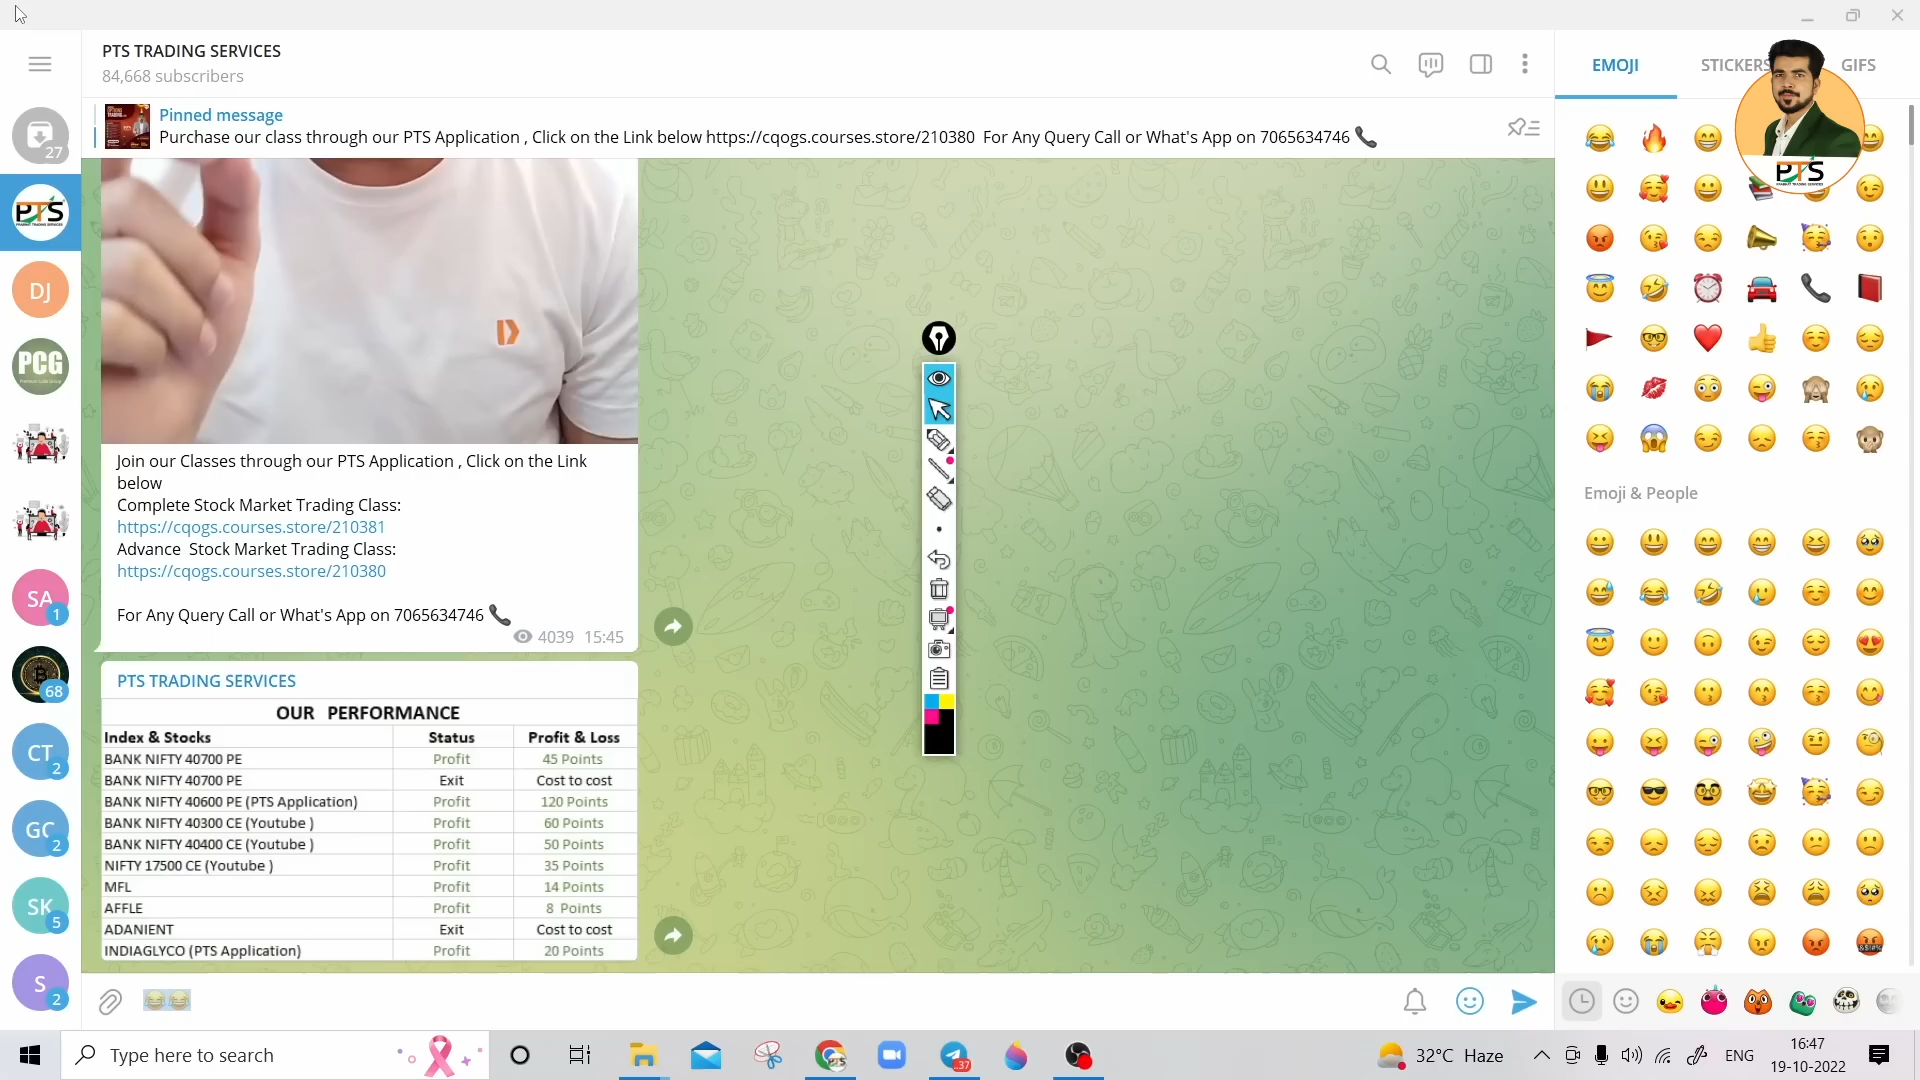 PTS TRADING SERVICES
84,668 subscribers
Pinned message
Purchase our class through our PTS Application , Click on the Link below https://cqogs.courses.store/210380  For Any Query Call or What's App on 7065634746 📞
EMOJI STICKERS GIFS
PTS
27
PTS
DJ
PCG
SA
1
68
CT
2
GC
2
SK
5
S
2
Join our Classes through our PTS Application , Click on the Link
below
Complete Stock Market Trading Class:
https://cqogs.courses.store/210381
Advance  Stock Market Trading Class:
https://cqogs.courses.store/210380
For Any Query Call or What's App on 7065634746 📞
4039 15:45
PTS TRADING SERVICES
OUR PERFORMANCE
Index & Stocks Status Profit & Loss
BANK NIFTY 40700 PE Profit 45 Points
BANK NIFTY 40700 PE Exit Cost to cost
BANK NIFTY 40600 PE (PTS Application) Profit 120 Points
BANK NIFTY 40300 CE (Youtube ) Profit 60 Points
BANK NIFTY 40400 CE (Youtube ) Profit 50 Points
NIFTY 17500 CE (Youtube ) Profit 35 Points
MFL Profit 14 Points
AFFLE Profit 8 Points
ADANIENT Exit Cost to cost
INDIAGLYCO (PTS Application) Profit 20 Points
Emoji & People
Type here to search
..37
32°C Haze
ENG
16:47
19-10-2022